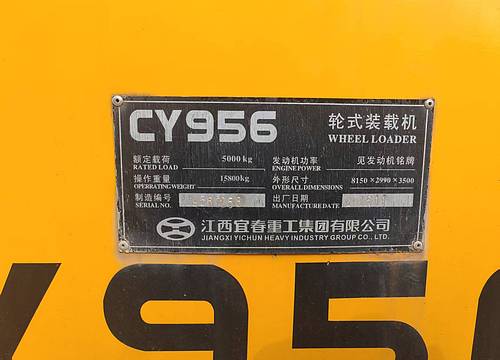 CY956 轮式装载机
WHEEL LOADER
额定载荷 5000kg 发动机功率 见发动机铭牌
RATED LOAD ENGINE POWER
操作重量 15800kg 外形尺寸 8150×2990×3500
OPERRATING WEIGHT OVERALL DIMENSIONS
制造编号 出厂日期
SERIAL NO. MANUFACTURE DATE
江西宜春重工集团有限公司
JIANGXI YICHUN HEAVY INDUSTRY GROUP CO., LTD.
Y956